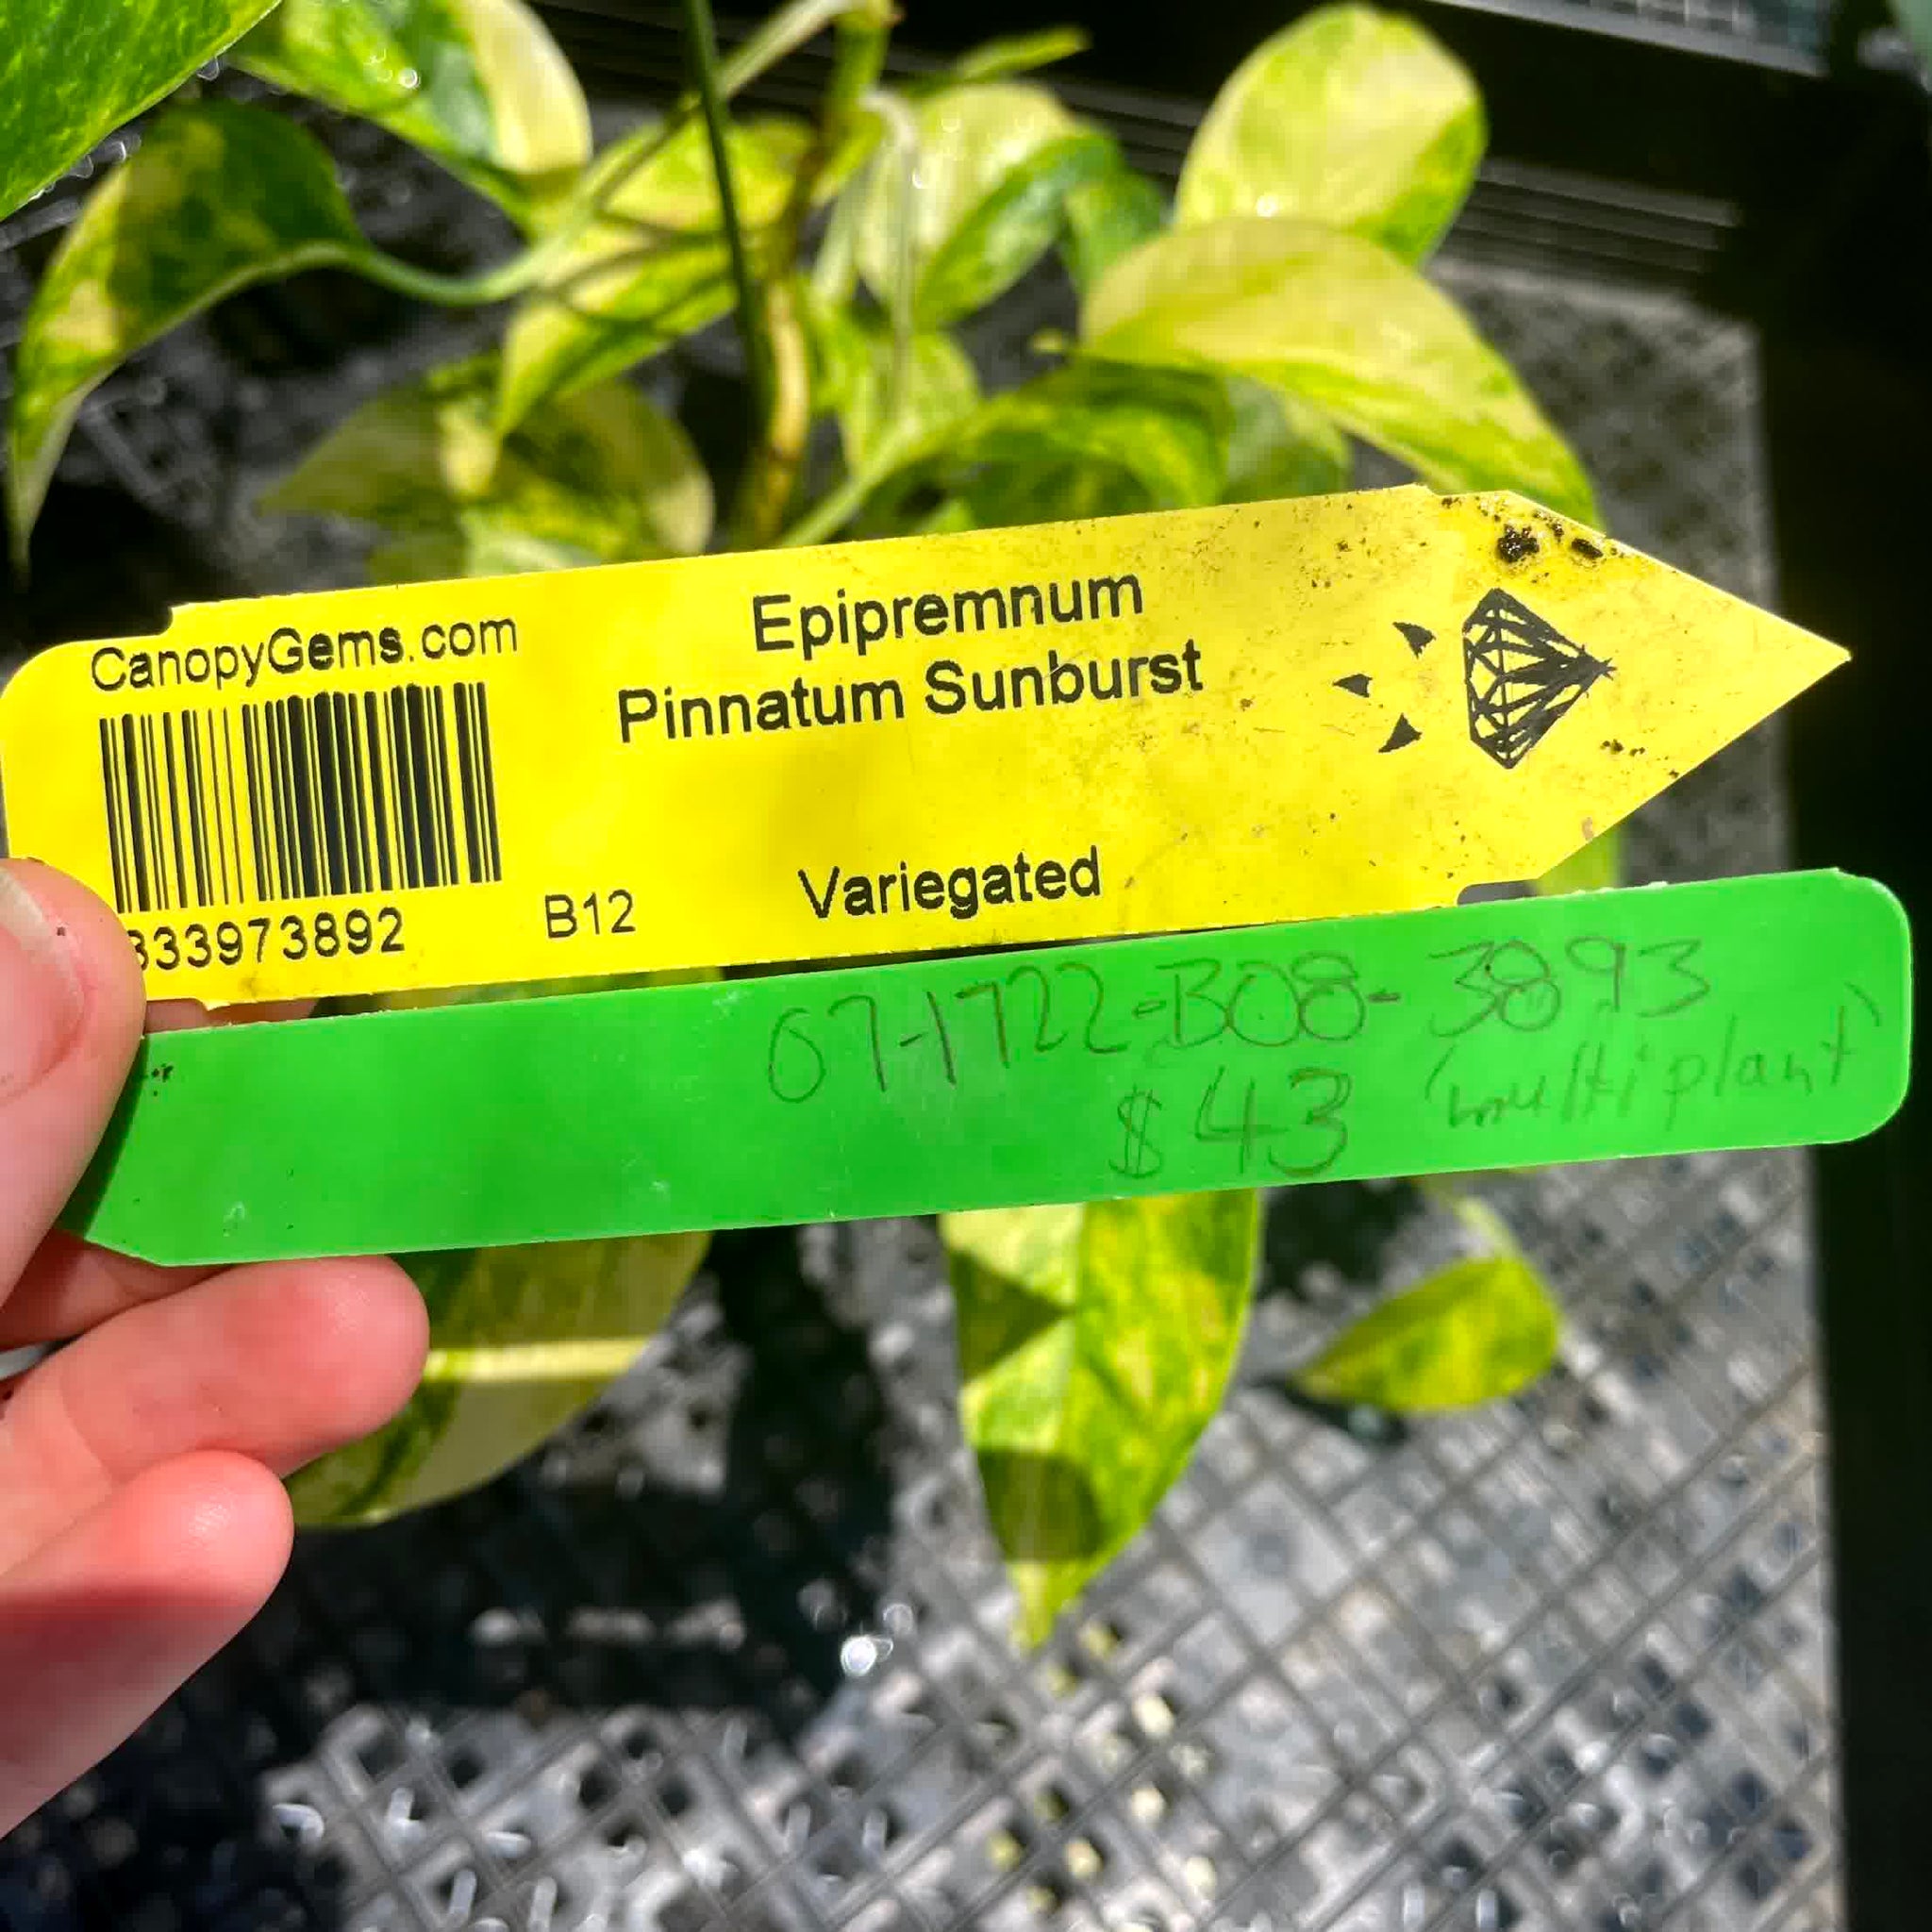 CanopyGems.com
Epipremnum
Pinnatum Sunburst
333973892
B12
Variegated
07-1722-B08-3893
$43 (multiplant)